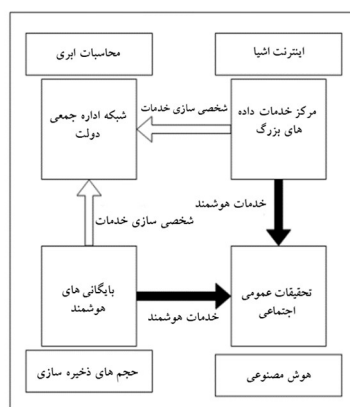 اینترنت اشیا
محاسبات ابری
مرکز خدمات داده
های بزرگ
شخصی سازی خدمات
شبکه اداره جمعی
دولت
خدمات هوشمند
شخصی سازی خدمات
تحقیقات عمومی
اجتماعی
خدمات هوشمند
بایگانی های
هوشمند
هوش مصنوعی
حجم های ذخیره سازی